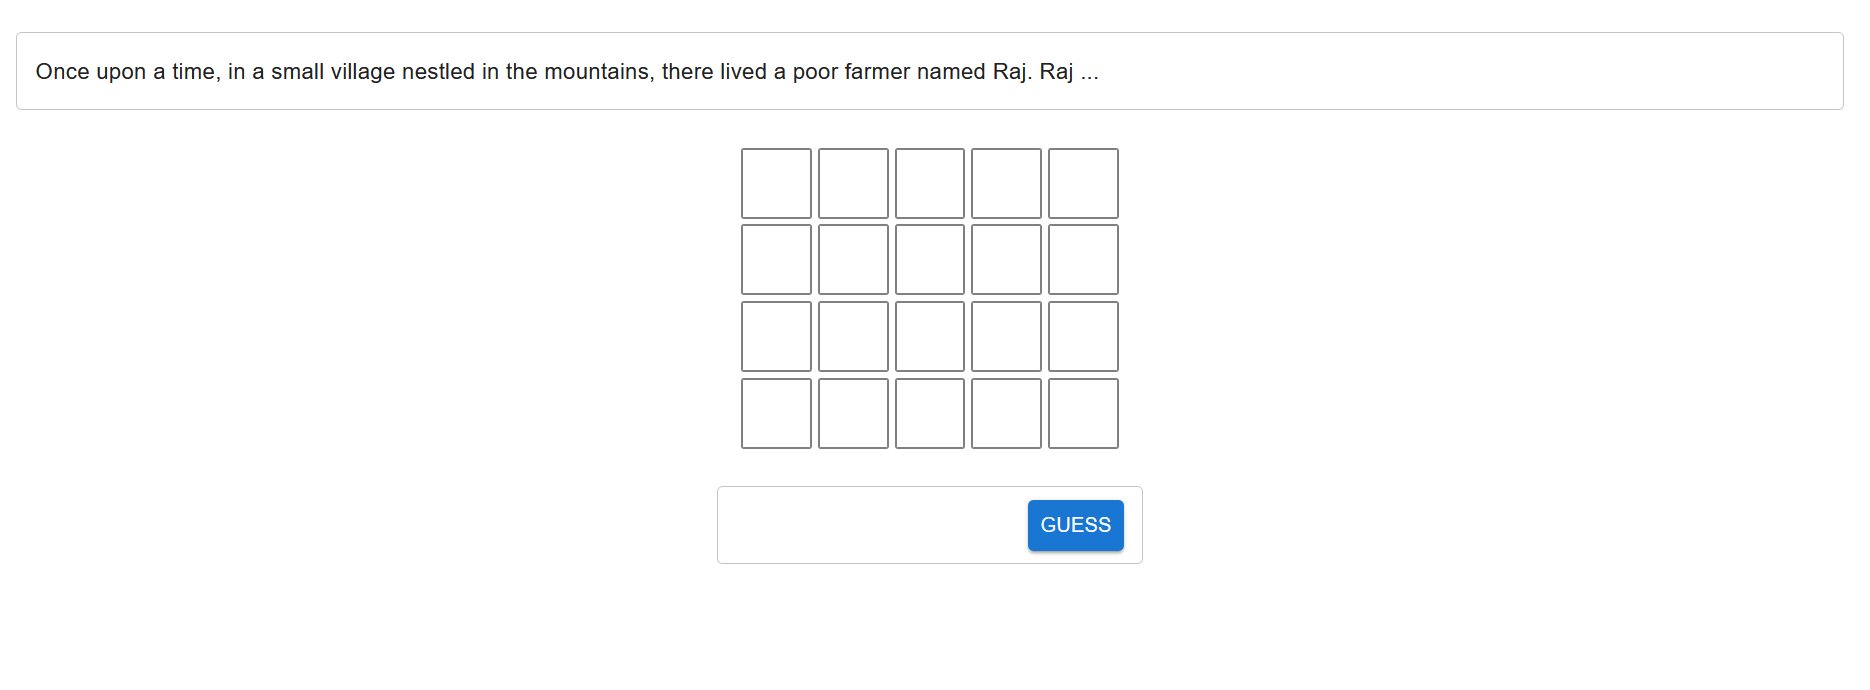 Once upon a time, in a small village nestled in the mountains, there lived a poor farmer named Raj. Raj ...
GUESS